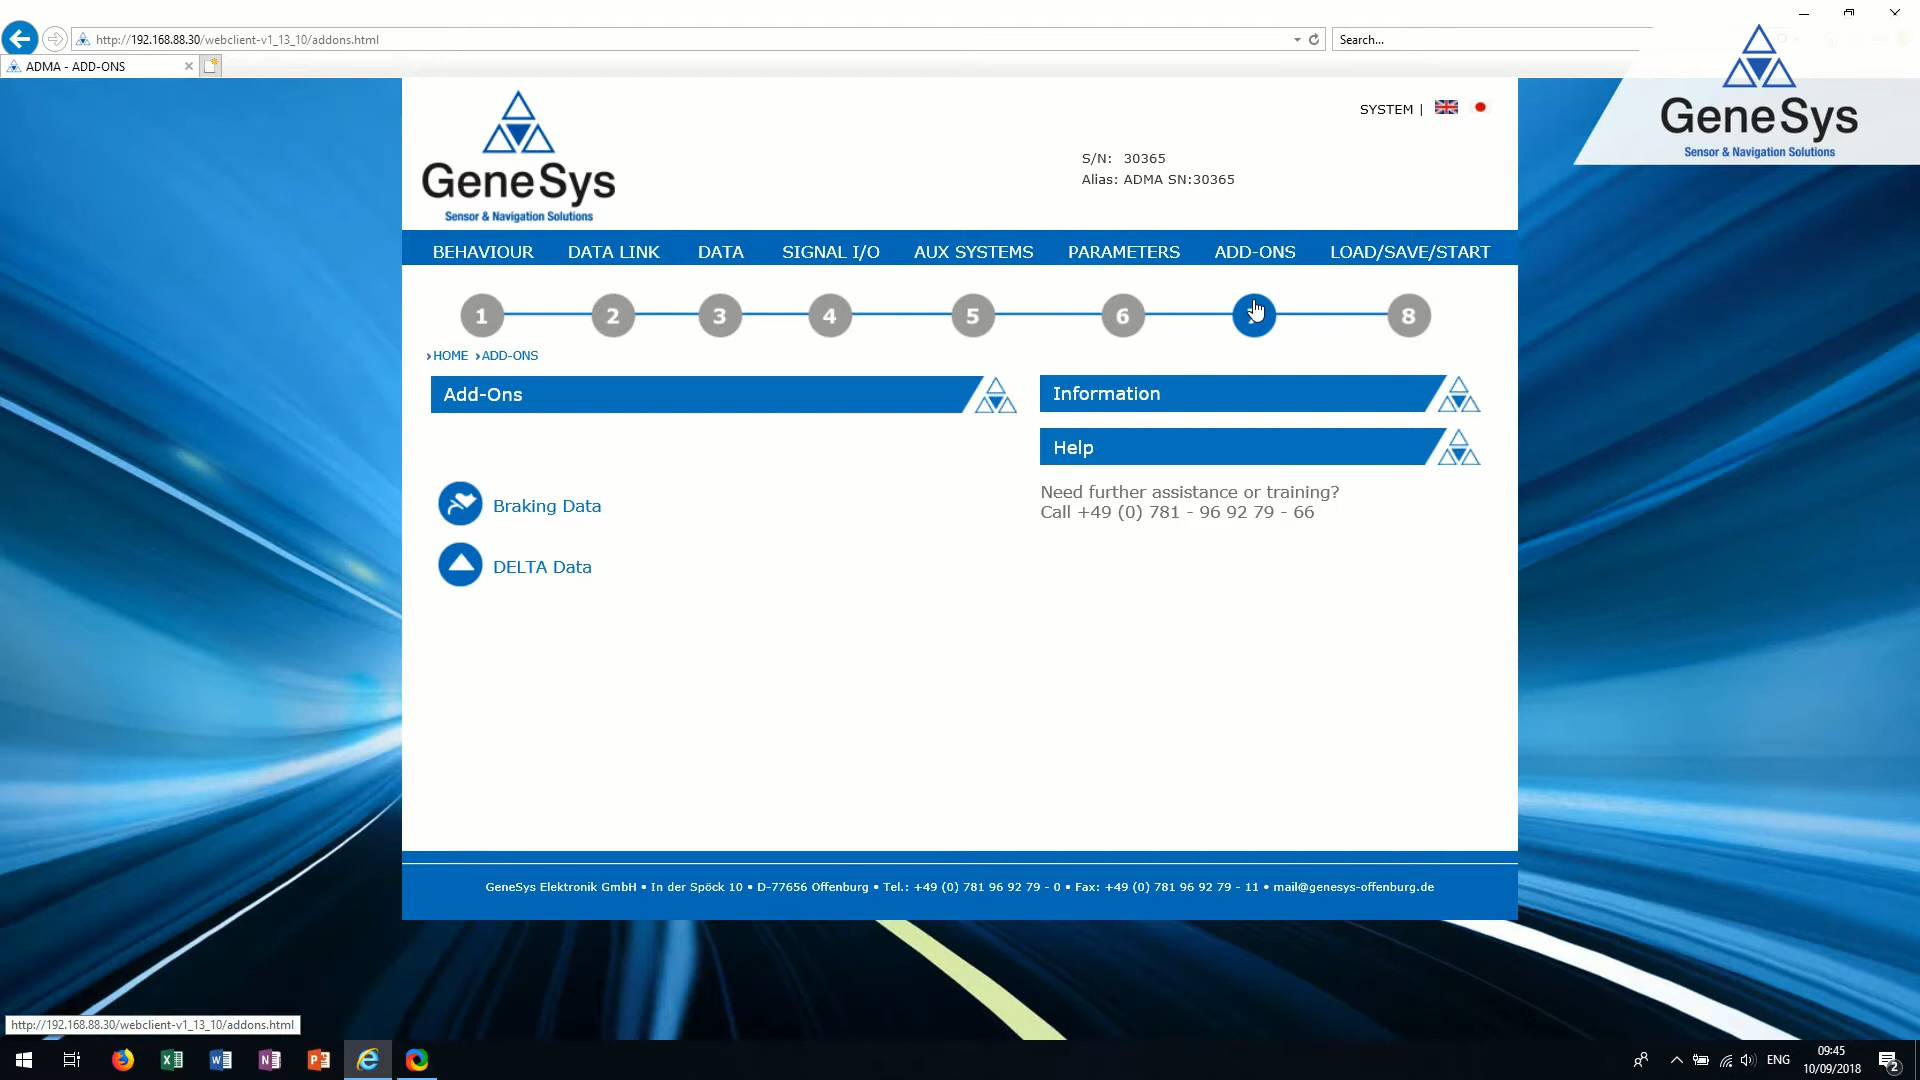 http://192.168.88.30/webclient-v1_13_10/addons.html
Search...
ADMA - ADD-ONS
GeneSys
Sensor & Navigation Solutions
SYSTEM |
S/N: 30365
Alias: ADMA SN:30365
GeneSys
Sensor & Navigation Solutions
BEHAVIOUR DATA LINK DATA SIGNAL I/O AUX SYSTEMS PARAMETERS ADD-ONS LOAD/SAVE/START
1 2 3 4 5 6 8
›HOME ›ADD-ONS
Add-Ons
Information
Help
Need further assistance or training?
Call +49 (0) 781 - 96 92 79 - 66
Braking Data
DELTA Data
GeneSys Elektronik GmbH • In der Spöck 10 • D-77656 Offenburg • Tel.: +49 (0) 781 96 92 79 - 0 • Fax: +49 (0) 781 96 92 79 - 11 • mail@genesys-offenburg.de
http://192.168.88.30/webclient-v1_13_10/addons.html
ENG
09:45
10/09/2018
2